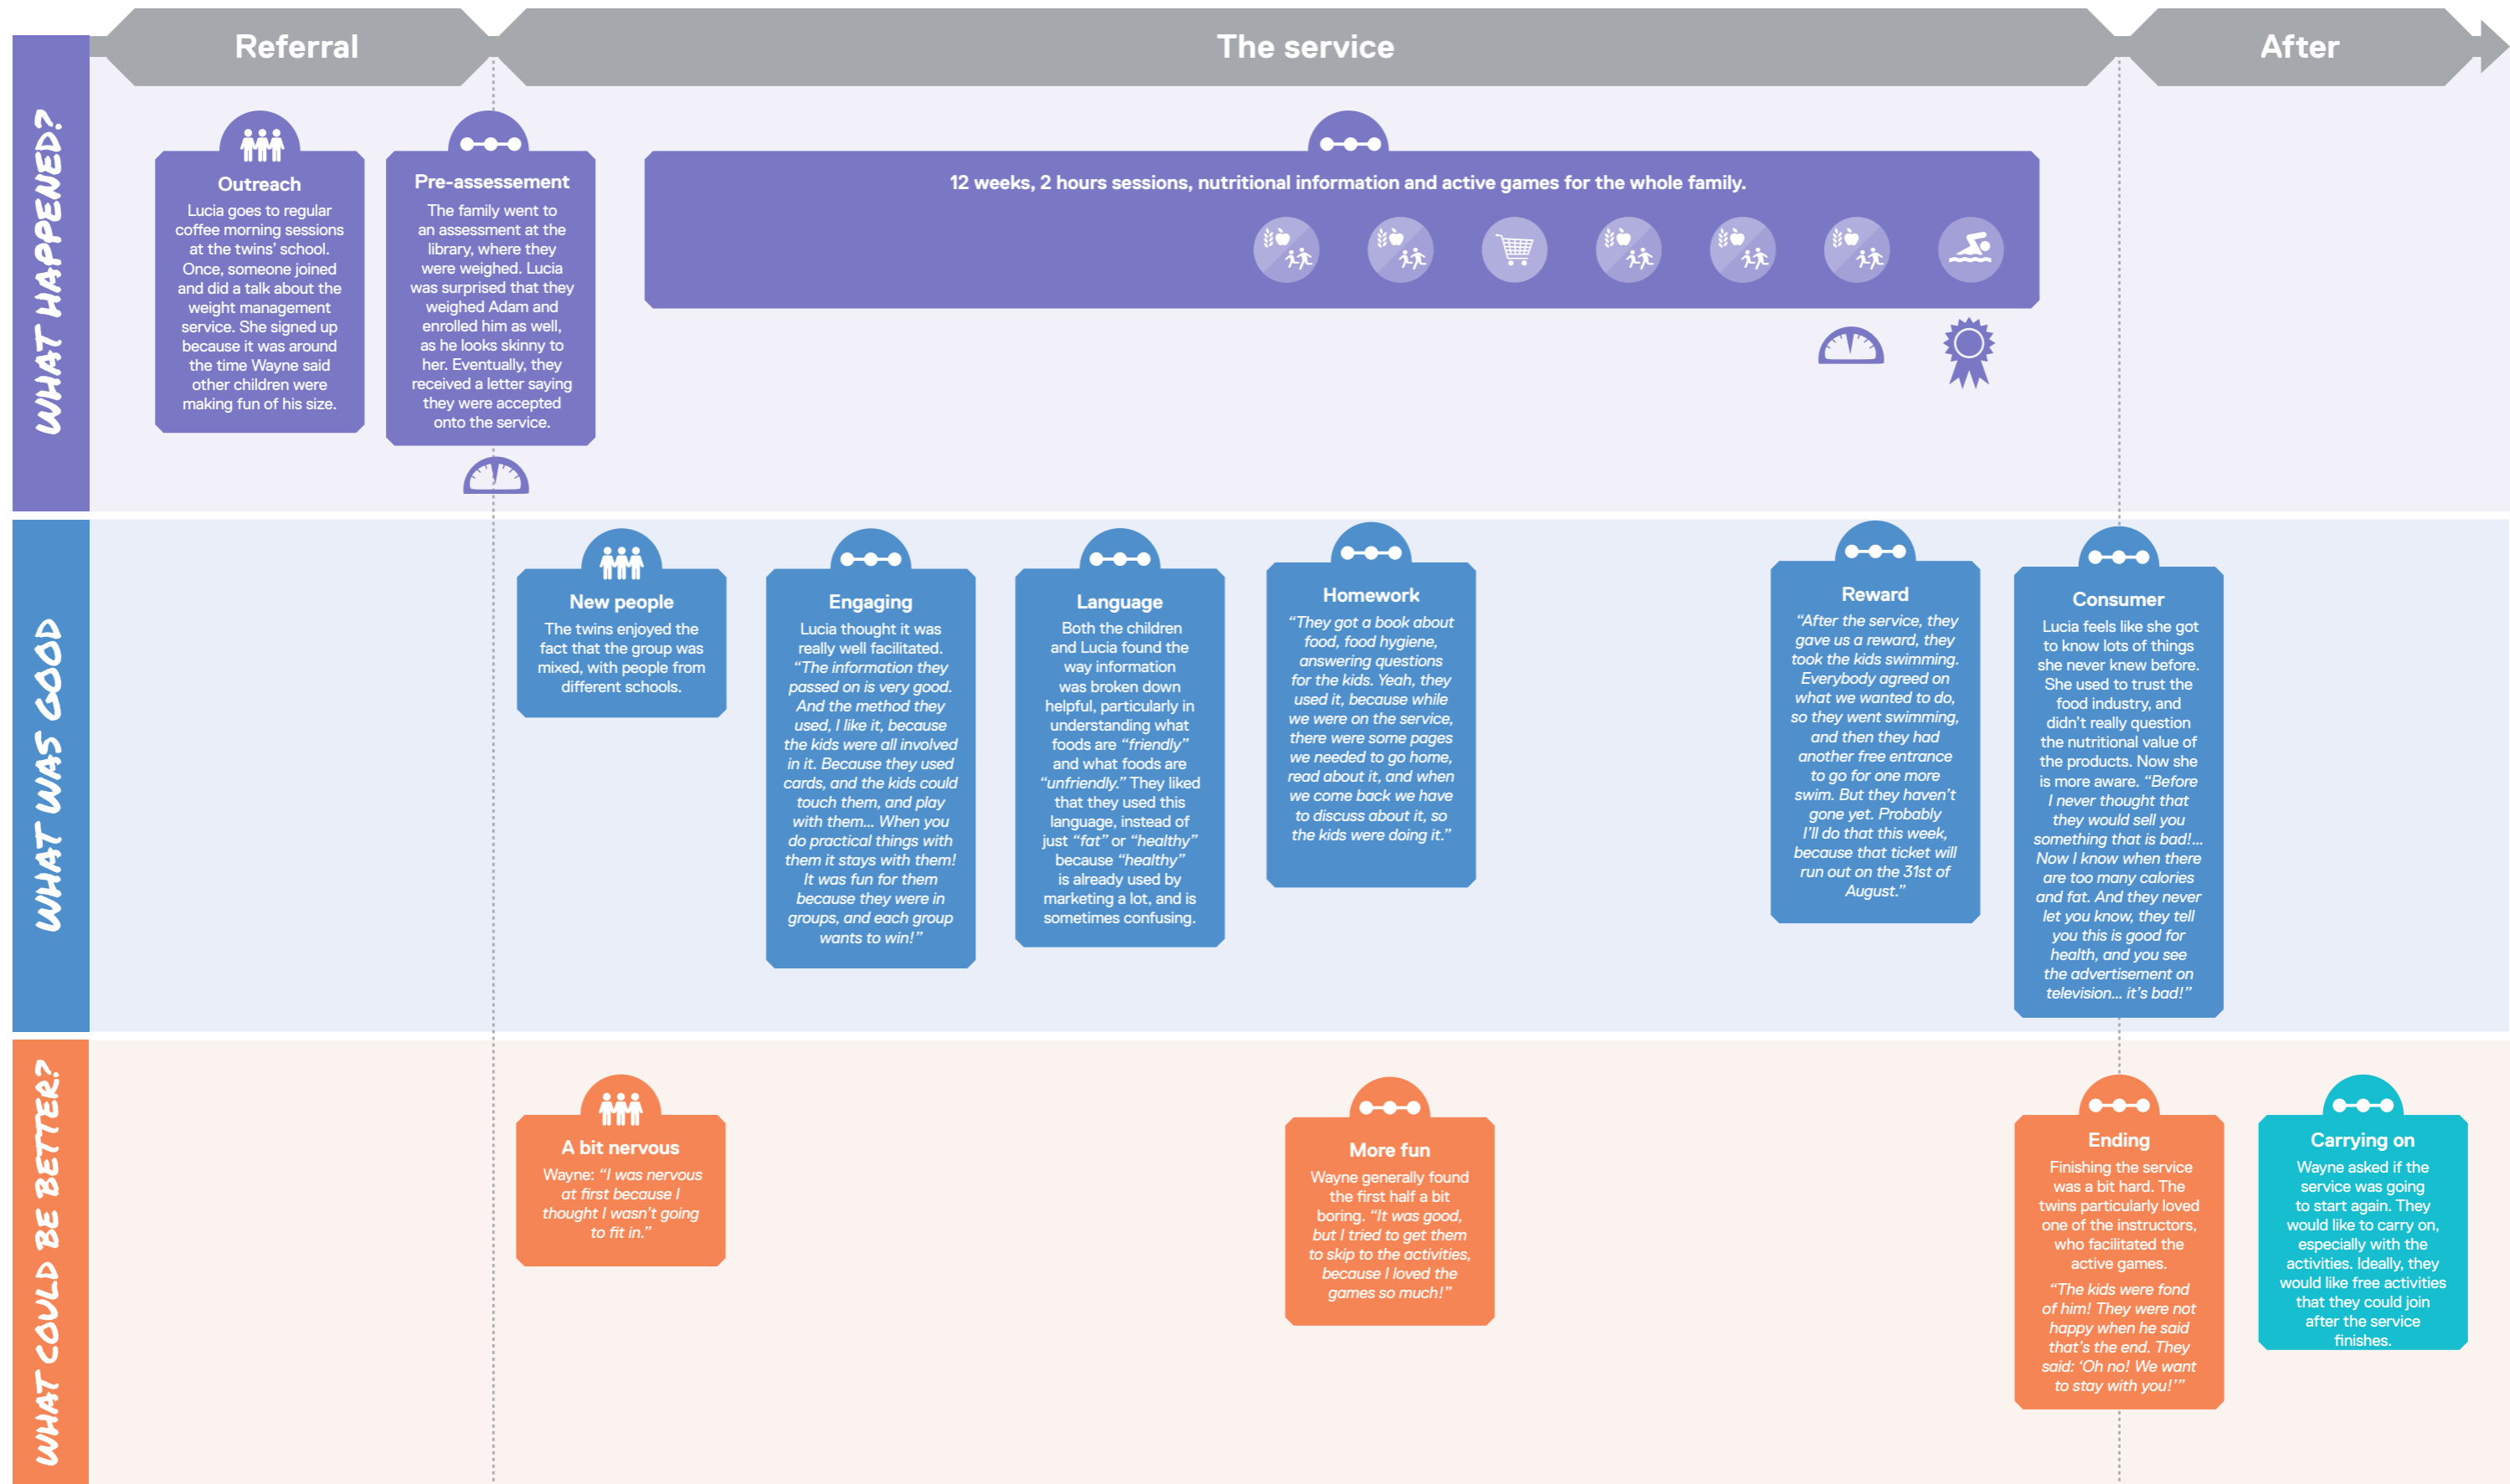 Referral
The service
After
WHAT HAPPENED?
Outreach
Lucia goes to regular
coffee morning sessions
at the twins’ school.
Once, someone joined
and did a talk about the
weight management
service. She signed up
because it was around
the time Wayne said
other children were
making fun of his size.
Pre-assessement
The family went to
an assessment at the
library, where they
were weighed. Lucia
was surprised that they
weighed Adam and
enrolled him as well,
as he looks skinny to
her. Eventually, they
received a letter saying
they were accepted
onto the service.
12 weeks, 2 hours sessions, nutritional information and active games for the whole family.
WHAT WAS GOOD
New people
The twins enjoyed the
fact that the group was
mixed, with people from
different schools.
Engaging
Lucia thought it was
really well facilitated.
“The information they
passed on is very good.
And the method they
used, I like it, because
the kids were all involved
in it. Because they used
cards, and the kids could
touch them, and play
with them... When you
do practical things with
them it stays with them!
It was fun for them
because they were in
groups, and each group
wants to win!”
Language
Both the children
and Lucia found the
way information
was broken down
helpful, particularly in
understanding what
foods are “friendly”
and what foods are
“unfriendly.” They liked
that they used this
language, instead of
just “fat” or “healthy”
because “healthy”
is already used by
marketing a lot, and is
sometimes confusing.
Homework
“They got a book about
food, food hygiene,
answering questions
for the kids. Yeah, they
used it, because while
we were on the service,
there were some pages
we needed to go home,
read about it, and when
we come back we have
to discuss about it, so
the kids were doing it.”
Reward
“After the service, they
gave us a reward, they
took the kids swimming.
Everybody agreed on
what we wanted to do,
so they went swimming,
and then they had
another free entrance
to go for one more
swim. But they haven’t
gone yet. Probably
I’ll do that this week,
because that ticket will
run out on the 31st of
August.”
Consumer
Lucia feels like she got
to know lots of things
she never knew before.
She used to trust the
food industry, and
didn’t really question
the nutritional value of
the products. Now she
is more aware. “Before
I never thought that
they would sell you
something that is bad!...
Now I know when there
are too many calories
and fat. And they never
let you know, they tell
you this is good for
health, and you see
the advertisement on
television... it’s bad!”
WHAT COULD BE BETTER?
A bit nervous
Wayne: “I was nervous
at first because I
thought I wasn’t going
to fit in.”
More fun
Wayne generally found
the first half a bit
boring. “It was good,
but I tried to get them
to skip to the activities,
because I loved the
games so much!”
Ending
Finishing the service
was a bit hard. The
twins particularly loved
one of the instructors,
who facilitated the
active games.
“The kids were fond
of him! They were not
happy when he said
that’s the end. They
said: ‘Oh no! We want
to stay with you!’”
Carrying on
Wayne asked if the
service was going
to start again. They
would like to carry on,
especially with the
activities. Ideally, they
would like free activities
that they could join
after the service
finishes.